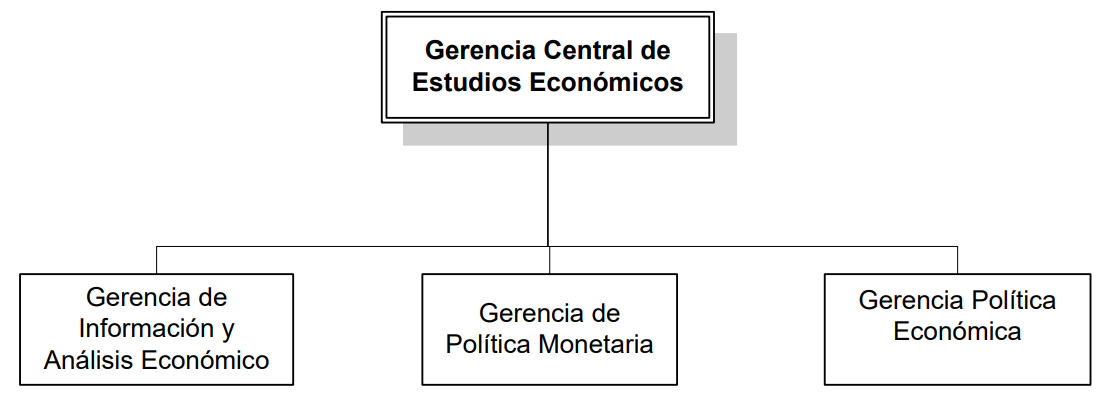 Gerencia Central de
Estudios Económicos
Gerencia de
Información y
Análisis Económico
Gerencia de
Política Monetaria
Gerencia Política
Económica